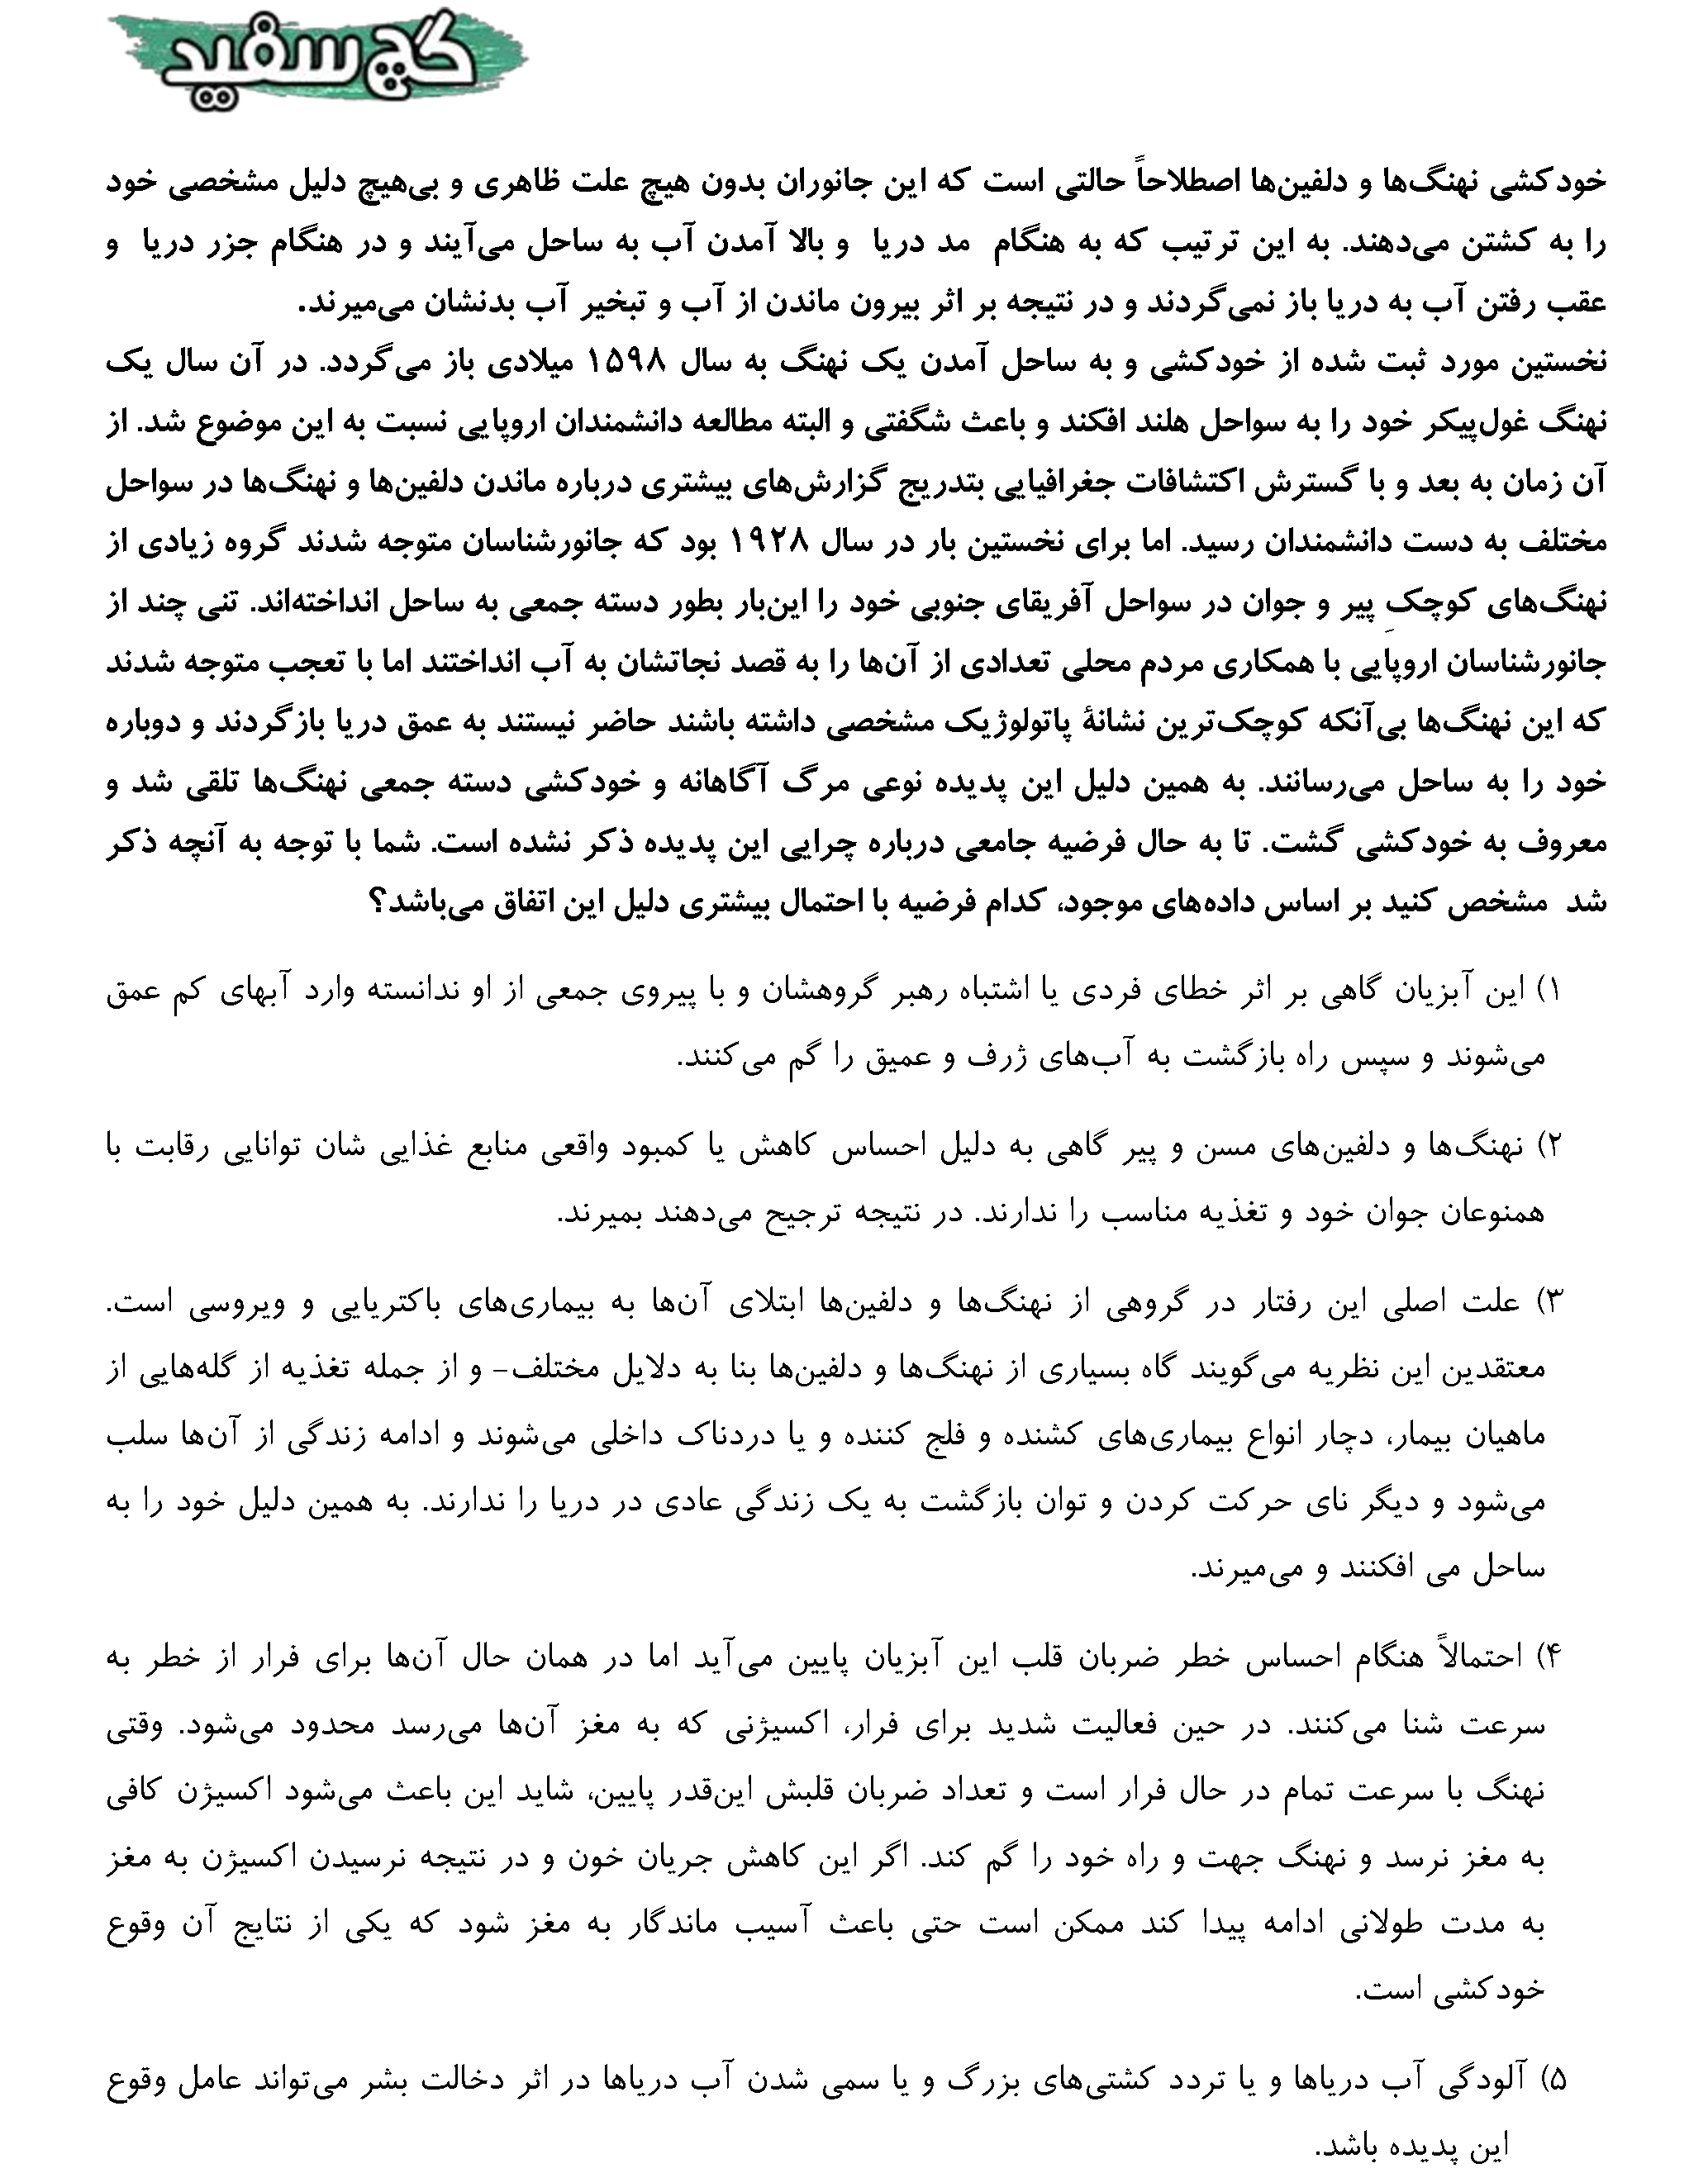 گچ سفید
خودکشی نهنگ‌ها و دلفین‌ها اصطلاحاً حالتی است که این جانوران بدون هیچ علت ظاهری و بی‌هیچ دلیل مشخصی خود
را به کشتن می‌دهند. به این ترتیب که به هنگام مد دریا و بالا آمدن آب به ساحل می‌آیند و در هنگام جزر دریا و
عقب رفتن آب به دریا باز نمی‌گردند و در نتیجه بر اثر بیرون ماندن از آب و تبخیر آب بدنشان می‌میرند.
نخستین مورد ثبت شده از خودکشی و به ساحل آمدن یک نهنگ به سال ۱۵۹۸ میلادی باز می‌گردد. در آن سال یک
نهنگ غول‌پیکر خود را به سواحل هلند افکند و باعث شگفتی و البته مطالعه دانشمندان اروپایی نسبت به این موضوع شد. از
آن زمان به بعد و با گسترش اکتشافات جغرافیایی بتدریج گزارش‌های بیشتری درباره ماندن دلفین‌ها و نهنگ‌ها در سواحل
مختلف به دست دانشمندان رسید. اما برای نخستین بار در سال ۱۹۲۸ بود که جانورشناسان متوجه شدند گروه زیادی از
نهنگ‌های کوچکِ پیر و جوان در سواحل آفریقای جنوبی خود را این‌بار بطور دسته جمعی به ساحل انداخته‌اند. تنی چند از
جانورشناسان اروپایی با همکاری مردم محلی تعدادی از آن‌ها را به قصد نجاتشان به آب انداختند اما با تعجب متوجه شدند
که این نهنگ‌ها بی‌آنکه کوچک‌ترین نشانهٔ پاتولوژیک مشخصی داشته باشند حاضر نیستند به عمق دریا بازگردند و دوباره
خود را به ساحل می‌رسانند. به همین دلیل این پدیده نوعی مرگ آگاهانه و خودکشی دسته جمعی نهنگ‌ها تلقی شد و
معروف به خودکشی گشت. تا به حال فرضیه جامعی درباره چرایی این پدیده ذکر نشده است. شما با توجه به آنچه ذکر
شد مشخص کنید بر اساس داده‌های موجود، کدام فرضیه با احتمال بیشتری دلیل این اتفاق می‌باشد؟
۱) این آبزیان گاهی بر اثر خطای فردی یا اشتباه رهبر گروهشان و با پیروی جمعی از او ندانسته وارد آبهای کم عمق
می‌شوند و سپس راه بازگشت به آب‌های ژرف و عمیق را گم می‌کنند.
۲) نهنگ‌ها و دلفین‌های مسن و پیر گاهی به دلیل احساس کاهش یا کمبود واقعی منابع غذایی شان توانایی رقابت با
همنوعان جوان خود و تغذیه مناسب را ندارند. در نتیجه ترجیح می‌دهند بمیرند.
۳) علت اصلی این رفتار در گروهی از نهنگ‌ها و دلفین‌ها ابتلای آن‌ها به بیماری‌های باکتریایی و ویروسی است.
معتقدین این نظریه می‌گویند گاه بسیاری از نهنگ‌ها و دلفین‌ها بنا به دلایل مختلف- و از جمله تغذیه از گله‌هایی از
ماهیان بیمار، دچار انواع بیماری‌های کشنده و فلج کننده و یا دردناک داخلی می‌شوند و ادامه زندگی از آن‌ها سلب
می‌شود و دیگر نای حرکت کردن و توان بازگشت به یک زندگی عادی در دریا را ندارند. به همین دلیل خود را به
ساحل می افکنند و می‌میرند.
۴) احتمالاً هنگام احساس خطر ضربان قلب این آبزیان پایین می‌آید اما در همان حال آن‌ها برای فرار از خطر به
سرعت شنا می‌کنند. در حین فعالیت شدید برای فرار، اکسیژنی که به مغز آن‌ها می‌رسد محدود می‌شود. وقتی
نهنگ با سرعت تمام در حال فرار است و تعداد ضربان قلبش این‌قدر پایین، شاید این باعث می‌شود اکسیژن کافی
به مغز نرسد و نهنگ جهت و راه خود را گم کند. اگر این کاهش جریان خون و در نتیجه نرسیدن اکسیژن به مغز
به مدت طولانی ادامه پیدا کند ممکن است حتی باعث آسیب ماندگار به مغز شود که یکی از نتایج آن وقوع
خودکشی است.
۵) آلودگی آب دریاها و یا تردد کشتی‌های بزرگ و یا سمی شدن آب دریاها در اثر دخالت بشر می‌تواند عامل وقوع
این پدیده باشد.